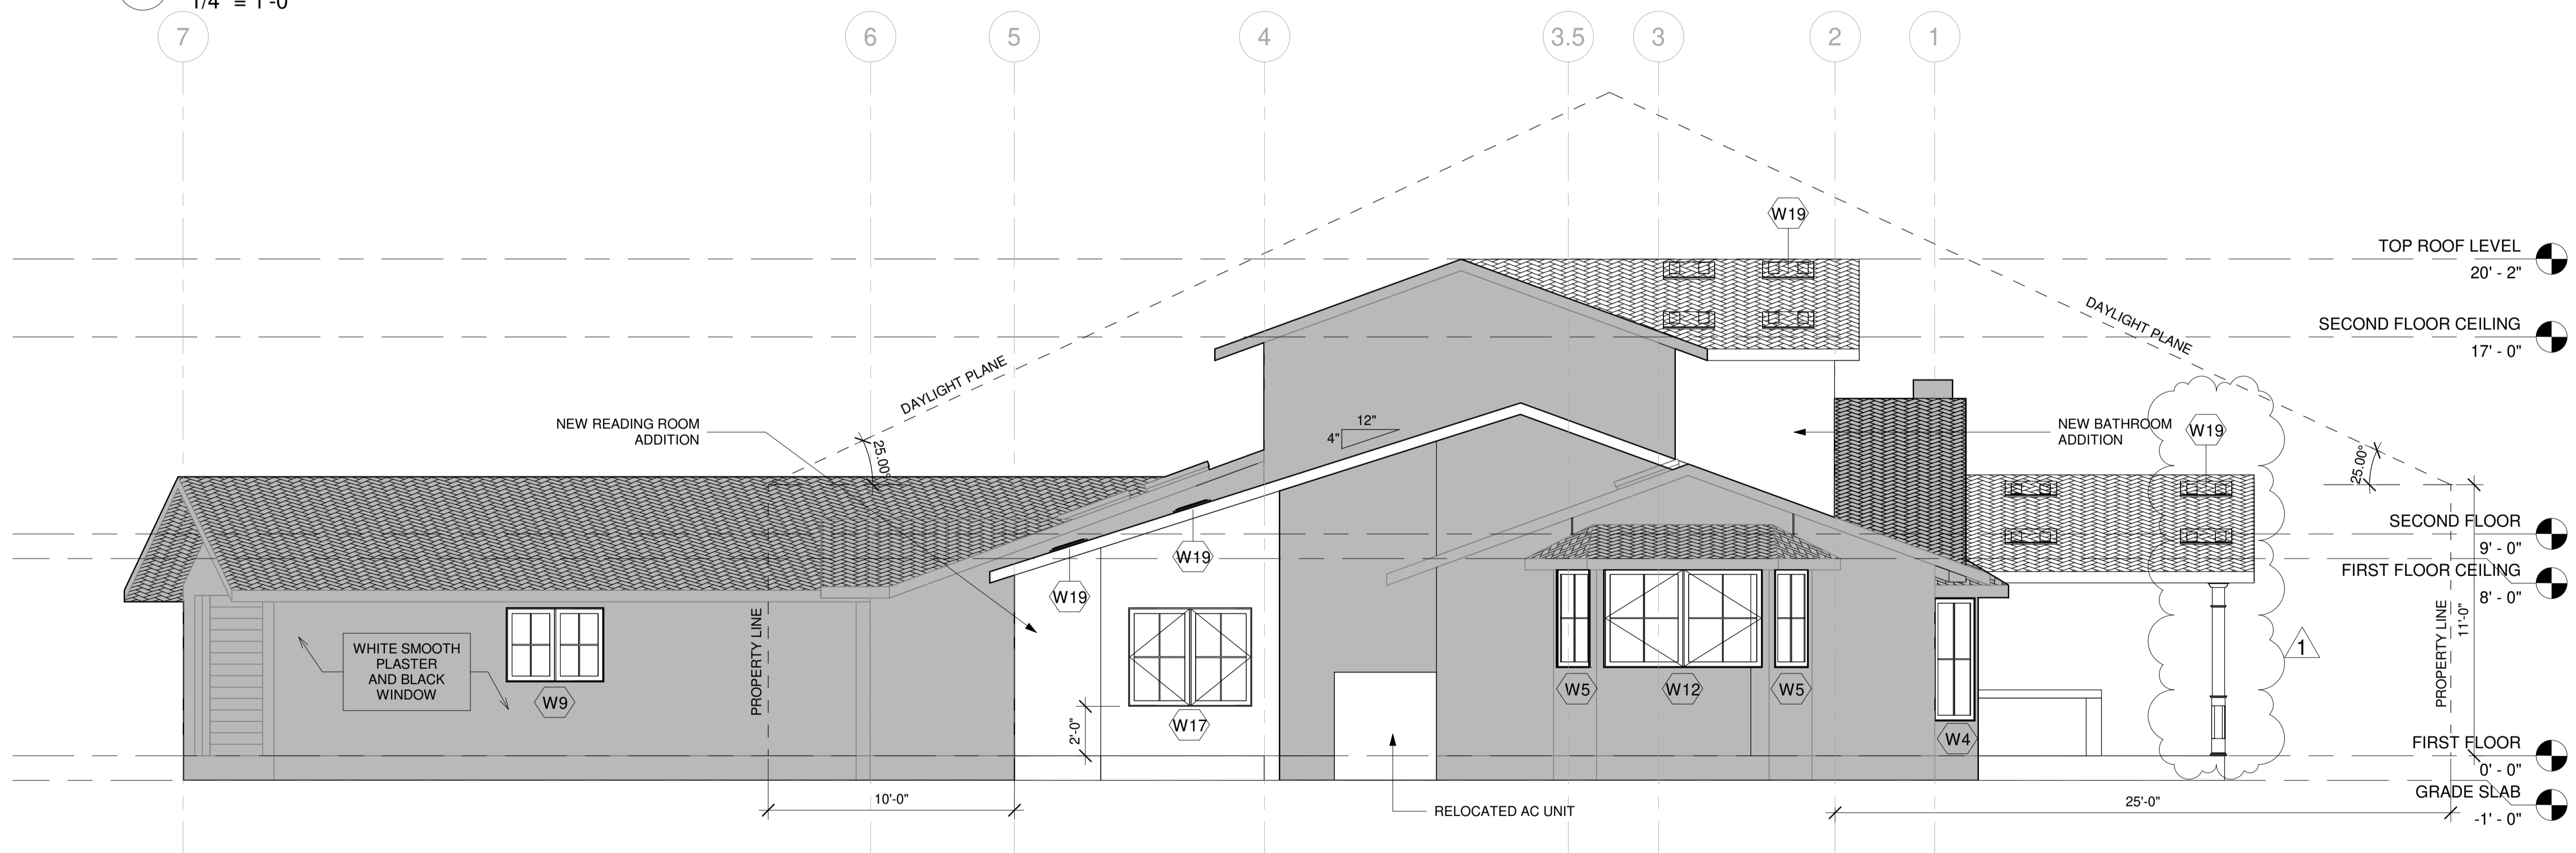 1/4" = 1'-0"
7
6
5
4
3.5
3
2
1
W19
TOP ROOF LEVEL
20' - 2"
DAYLIGHT PLANE
SECOND FLOOR CEILING
17' - 0"
DAYLIGHT PLANE
NEW READING ROOM
ADDITION
25.00°
12"
4"
NEW BATHROOM
ADDITION
W19
25.00°
SECOND FLOOR
9' - 0"
FIRST FLOOR CEILING
8' - 0"
W19
W19
PROPERTY LINE
PROPERTY LINE
11'-0"
WHITE SMOOTH
PLASTER
AND BLACK
WINDOW
W9
2'-0"
W17
W5
W12
W5
W4
1
FIRST FLOOR
0' - 0"
GRADE SLAB
-1' - 0"
10'-0"
RELOCATED AC UNIT
25'-0"